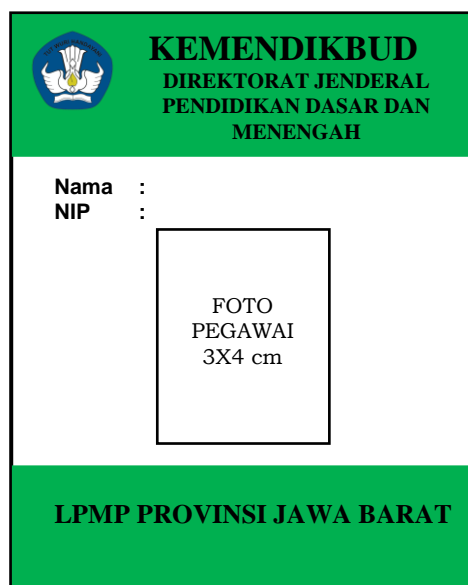 KEMENDIKBUD
DIREKTORAT JENDERAL
PENDIDIKAN DASAR DAN
MENENGAH
Nama :
NIP :
FOTO
PEGAWAI
3X4 cm
LPMP PROVINSI JAWA BARAT